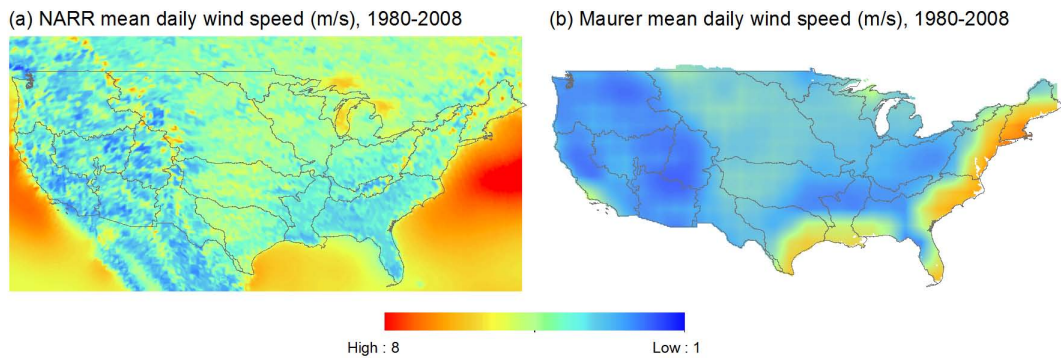 (a) NARR mean daily wind speed (m/s), 1980-2008
(b) Maurer mean daily wind speed (m/s), 1980-2008
High : 8
Low : 1